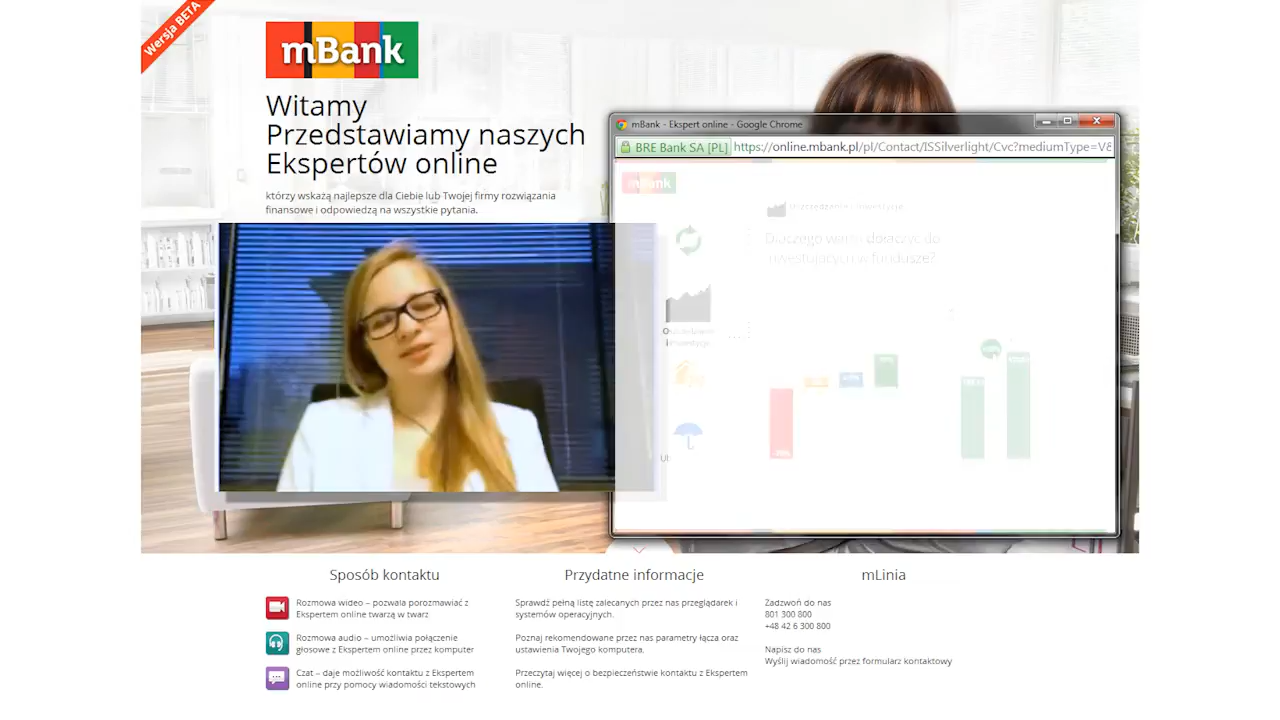 Wersja BETA
mBank
Witamy
Przedstawiamy naszych
Ekspertów online
którzy wskażą najlepsze dla Ciebie lub Twojej firmy rozwiązania
finansowe i odpowiedzą na wszystkie pytania.
mBank - Ekspert online - Google Chrome
BRE Bank SA [PL]
https://online.mbank.pl/pl/Contact/ISSilverlight/Cvc?mediumType=V
mBank
Oszczędzanie i inwestycje
Dlaczego warto dołączyć do
inwestujących w fundusze?
Oszczędzanie
i inwestycje
Sposób kontaktu
Rozmowa wideo – pozwala porozmawiać z
Ekspertem online twarzą w twarz
Rozmowa audio – umożliwia połączenie
głosowe z Ekspertem online przez komputer
Czat – daje możliwość kontaktu z Ekspertem
online przy pomocy wiadomości tekstowych
Przydatne informacje
Sprawdź pełną listę zalecanych przez nas przeglądarek i
systemów operacyjnych.
Poznaj rekomendowane przez nas parametry łącza oraz
ustawienia Twojego komputera.
Przeczytaj więcej o bezpieczeństwie kontaktu z Ekspertem
online.
mLinia
Zadzwoń do nas
801 300 800
+48 42 6 300 800
Napisz do nas
Wyślij wiadomość przez formularz kontaktowy